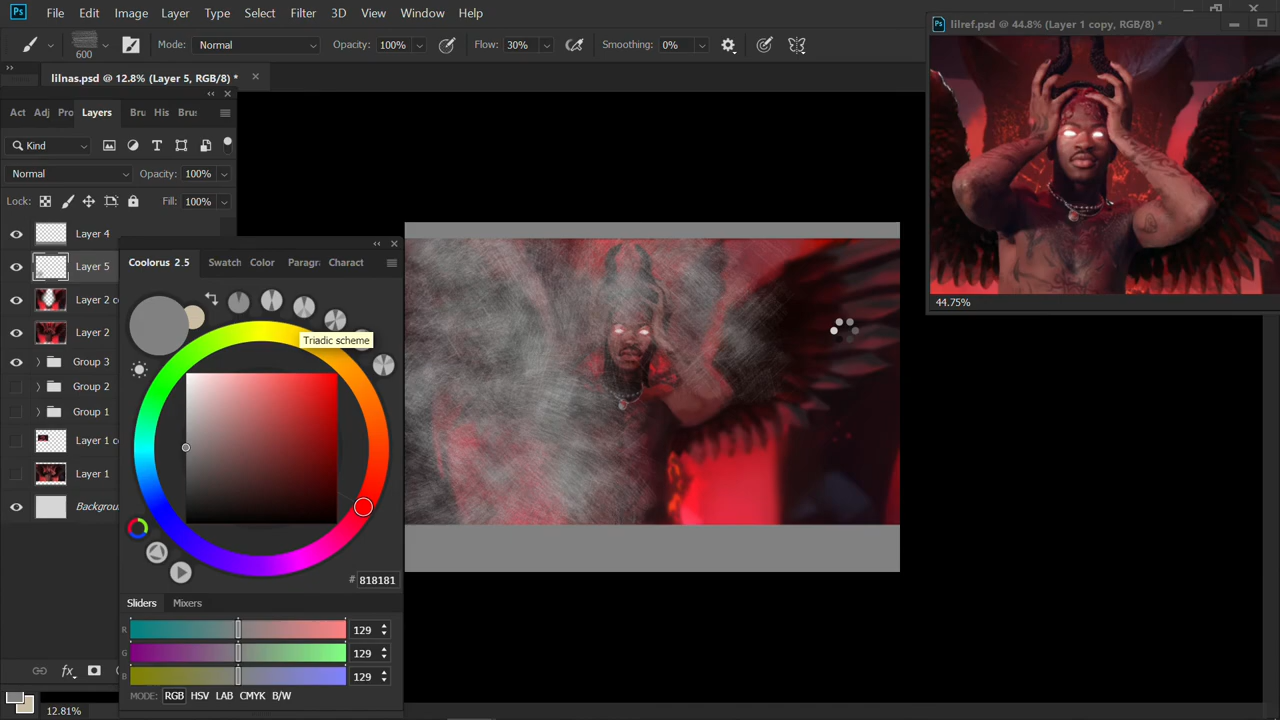 Ps File Edit Image Layer Type Select Filter 3D View Window Help
600 Mode: Normal Opacity: 100% Flow: 30% Smoothing: 0%
lilnas.psd @ 12.8% (Layer 5, RGB/8) *
Act Adj Pro Layers Bru His Brus
Kind
Normal Opacity: 100%
Lock: Fill: 100%
Layer 4
Layer 5
Layer 2 c
Layer 2
Group 3
Group 2
Group 1
Layer 1 c
Layer 1
Backgrou
12.81%
Coolorus 2.5 Swatch Color Paragr Charact
Triadic scheme
# 818181
Sliders Mixers
R 129
G 129
B 129
MODE: RGB HSV LAB CMYK B/W
Ps lilref.psd @ 44.8% (Layer 1 copy, RGB/8) *
44.75%